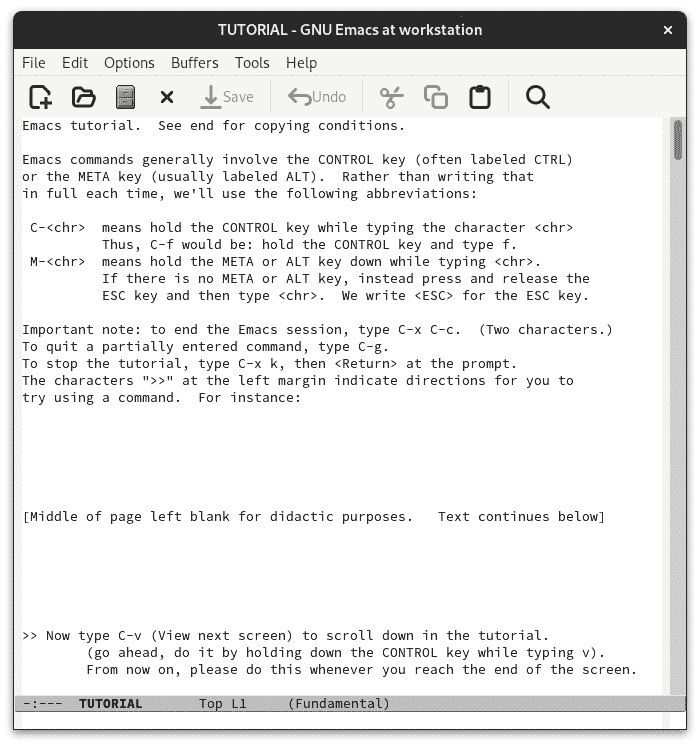 TUTORIAL - GNU Emacs at workstation
File Edit Options Buffers Tools Help
Save Undo
Emacs tutorial.  See end for copying conditions.

Emacs commands generally involve the CONTROL key (often labeled CTRL)
or the META key (usually labeled ALT).  Rather than writing that
in full each time, we'll use the following abbreviations:

 C-<chr>  means hold the CONTROL key while typing the character <chr>
          Thus, C-f would be: hold the CONTROL key and type f.
 M-<chr>  means hold the META or ALT key down while typing <chr>.
          If there is no META or ALT key, instead press and release the
          ESC key and then type <chr>.  We write <ESC> for the ESC key.

Important note: to end the Emacs session, type C-x C-c.  (Two characters.)
To quit a partially entered command, type C-g.
To stop the tutorial, type C-x k, then <Return> at the prompt.
The characters ">>" at the left margin indicate directions for you to
try using a command.  For instance:

[Middle of page left blank for didactic purposes.   Text continues below]

>> Now type C-v (View next screen) to scroll down in the tutorial.
        (go ahead, do it by holding down the CONTROL key while typing v).
        From now on, please do this whenever you reach the end of the screen.
-:---  TUTORIAL       Top L1     (Fundamental)